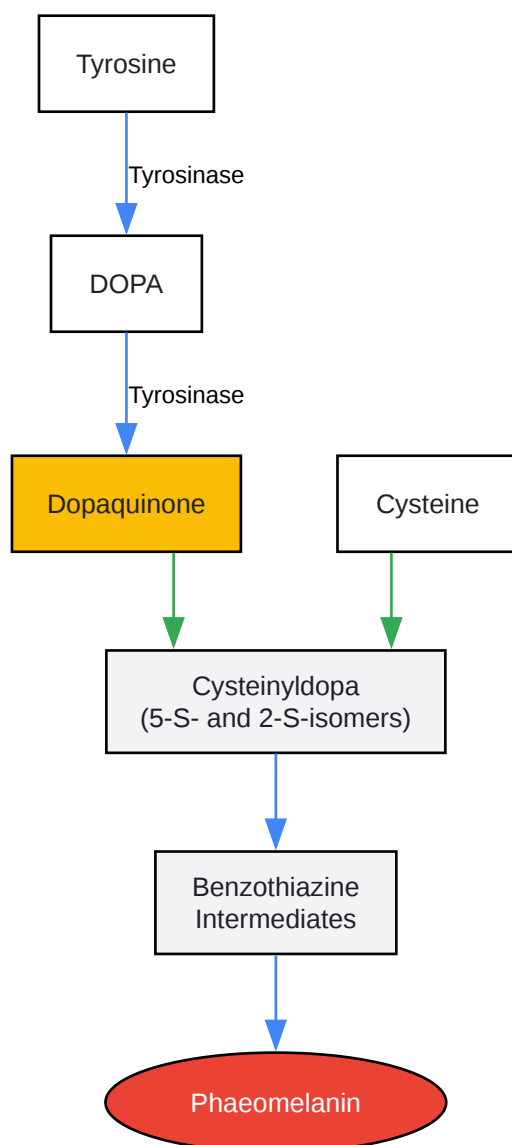 Tyrosine
Tyrosinase
DOPA
Tyrosinase
Dopaquinone
Cysteine
Cysteinyldopa
(5-S- and 2-S-isomers)
Benzothiazine
Intermediates
Phaeomelanin